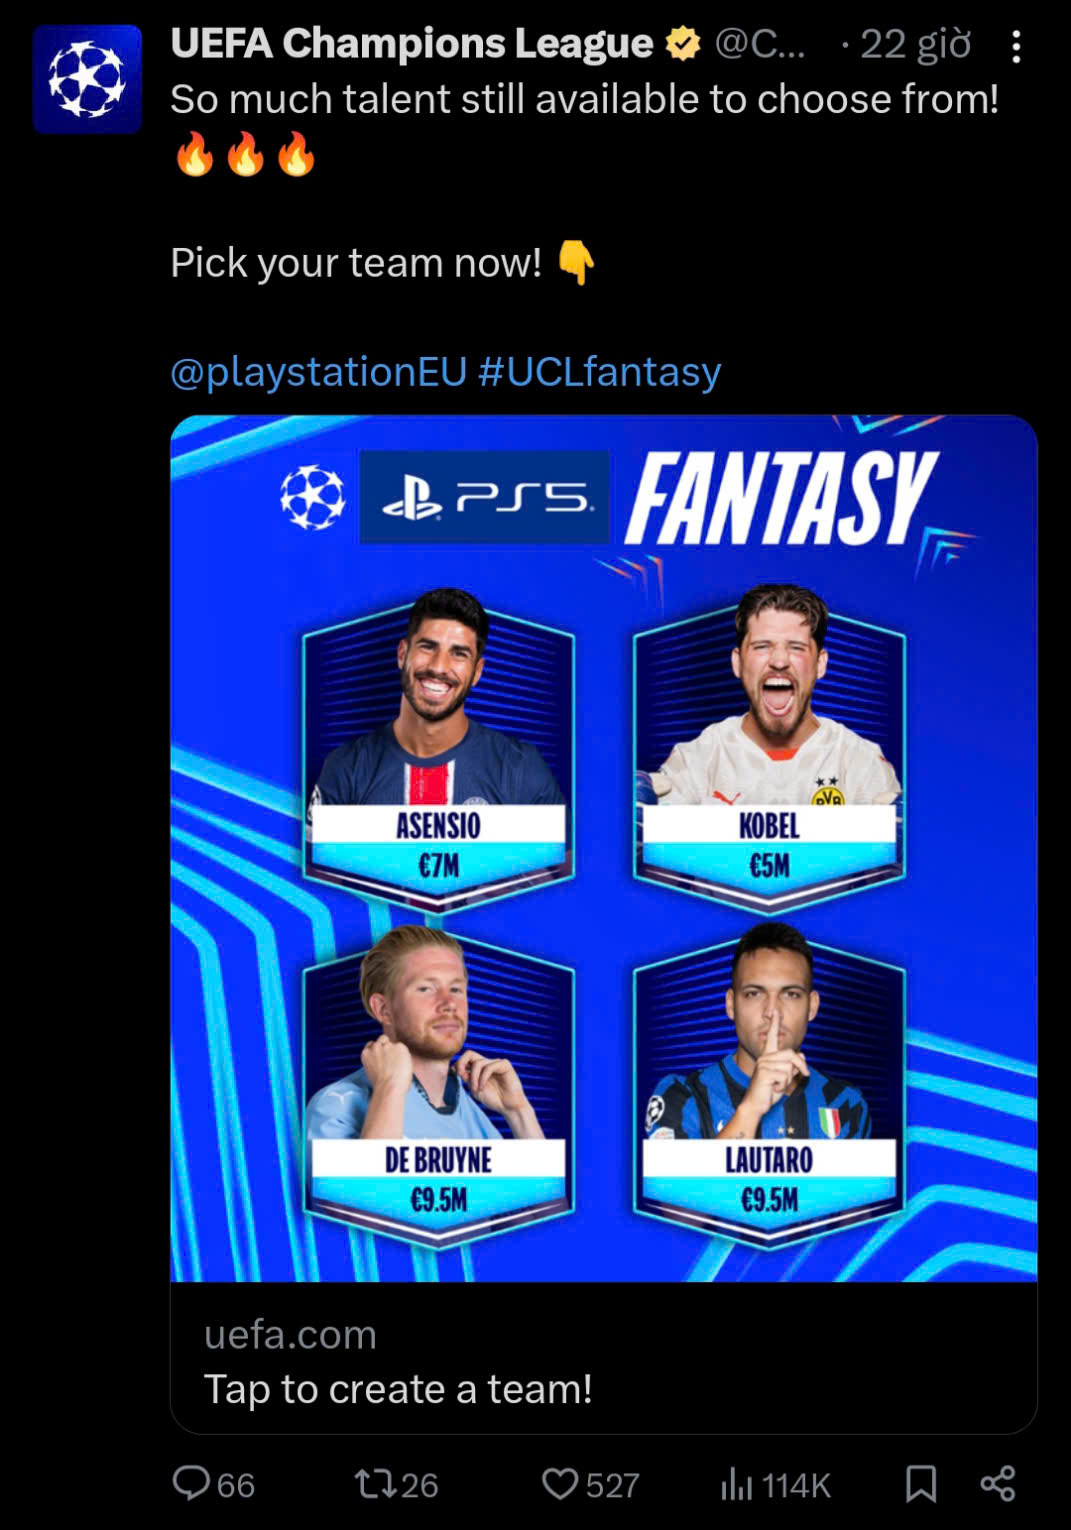 UEFA Champions League @C... · 22 giờ
So much talent still available to choose from!
🔥🔥🔥
Pick your team now! 👇
@playstationEU #UCLfantasy
PS5 FANTASY
ASENSIO
€7M
KOBEL
€5M
BVB
DE BRUYNE
€9.5M
LAUTARO
€9.5M
uefa.com
Tap to create a team!
66 26 527 114K